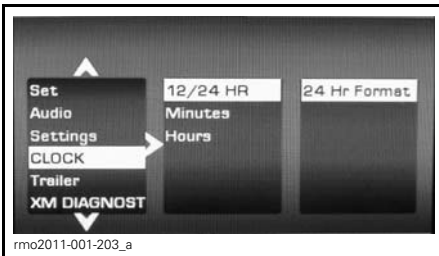 Set
Audio
Settings
CLOCK
Trailer
XM DIAGNOST
12/24 HR
Minutes
Hours
24 Hr Format
rmo2011-001-203_a